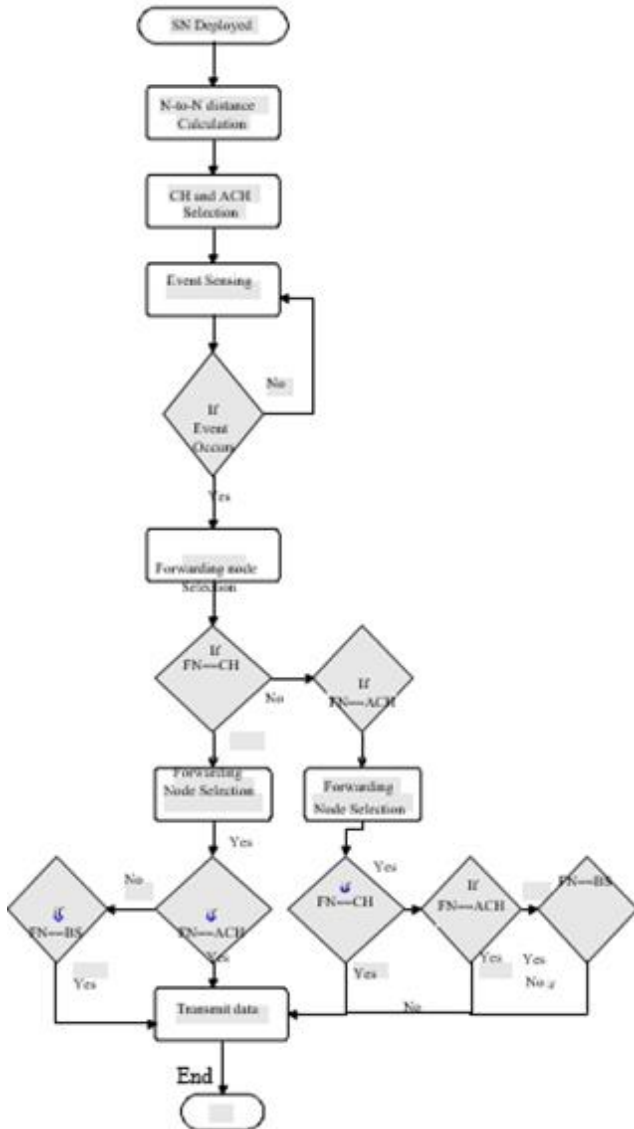 SN Deployed
N-to-N distance
Calculation
CH and ACH
Selection
Event Sensing
No
If
Event
Occurs
Yes
Forwarding node
Selection
If
FN==CH
No
If
FN==ACH
Forwarding
Node Selection
Forwarding
Node Selection
Yes
Yes
No
if
FN==BS
if
FN==ACH
if
FN==CH
If
FN==ACH
FN==BS
Yes
Yes
Yes
Yes
Yes
No
No
Transmit data
End